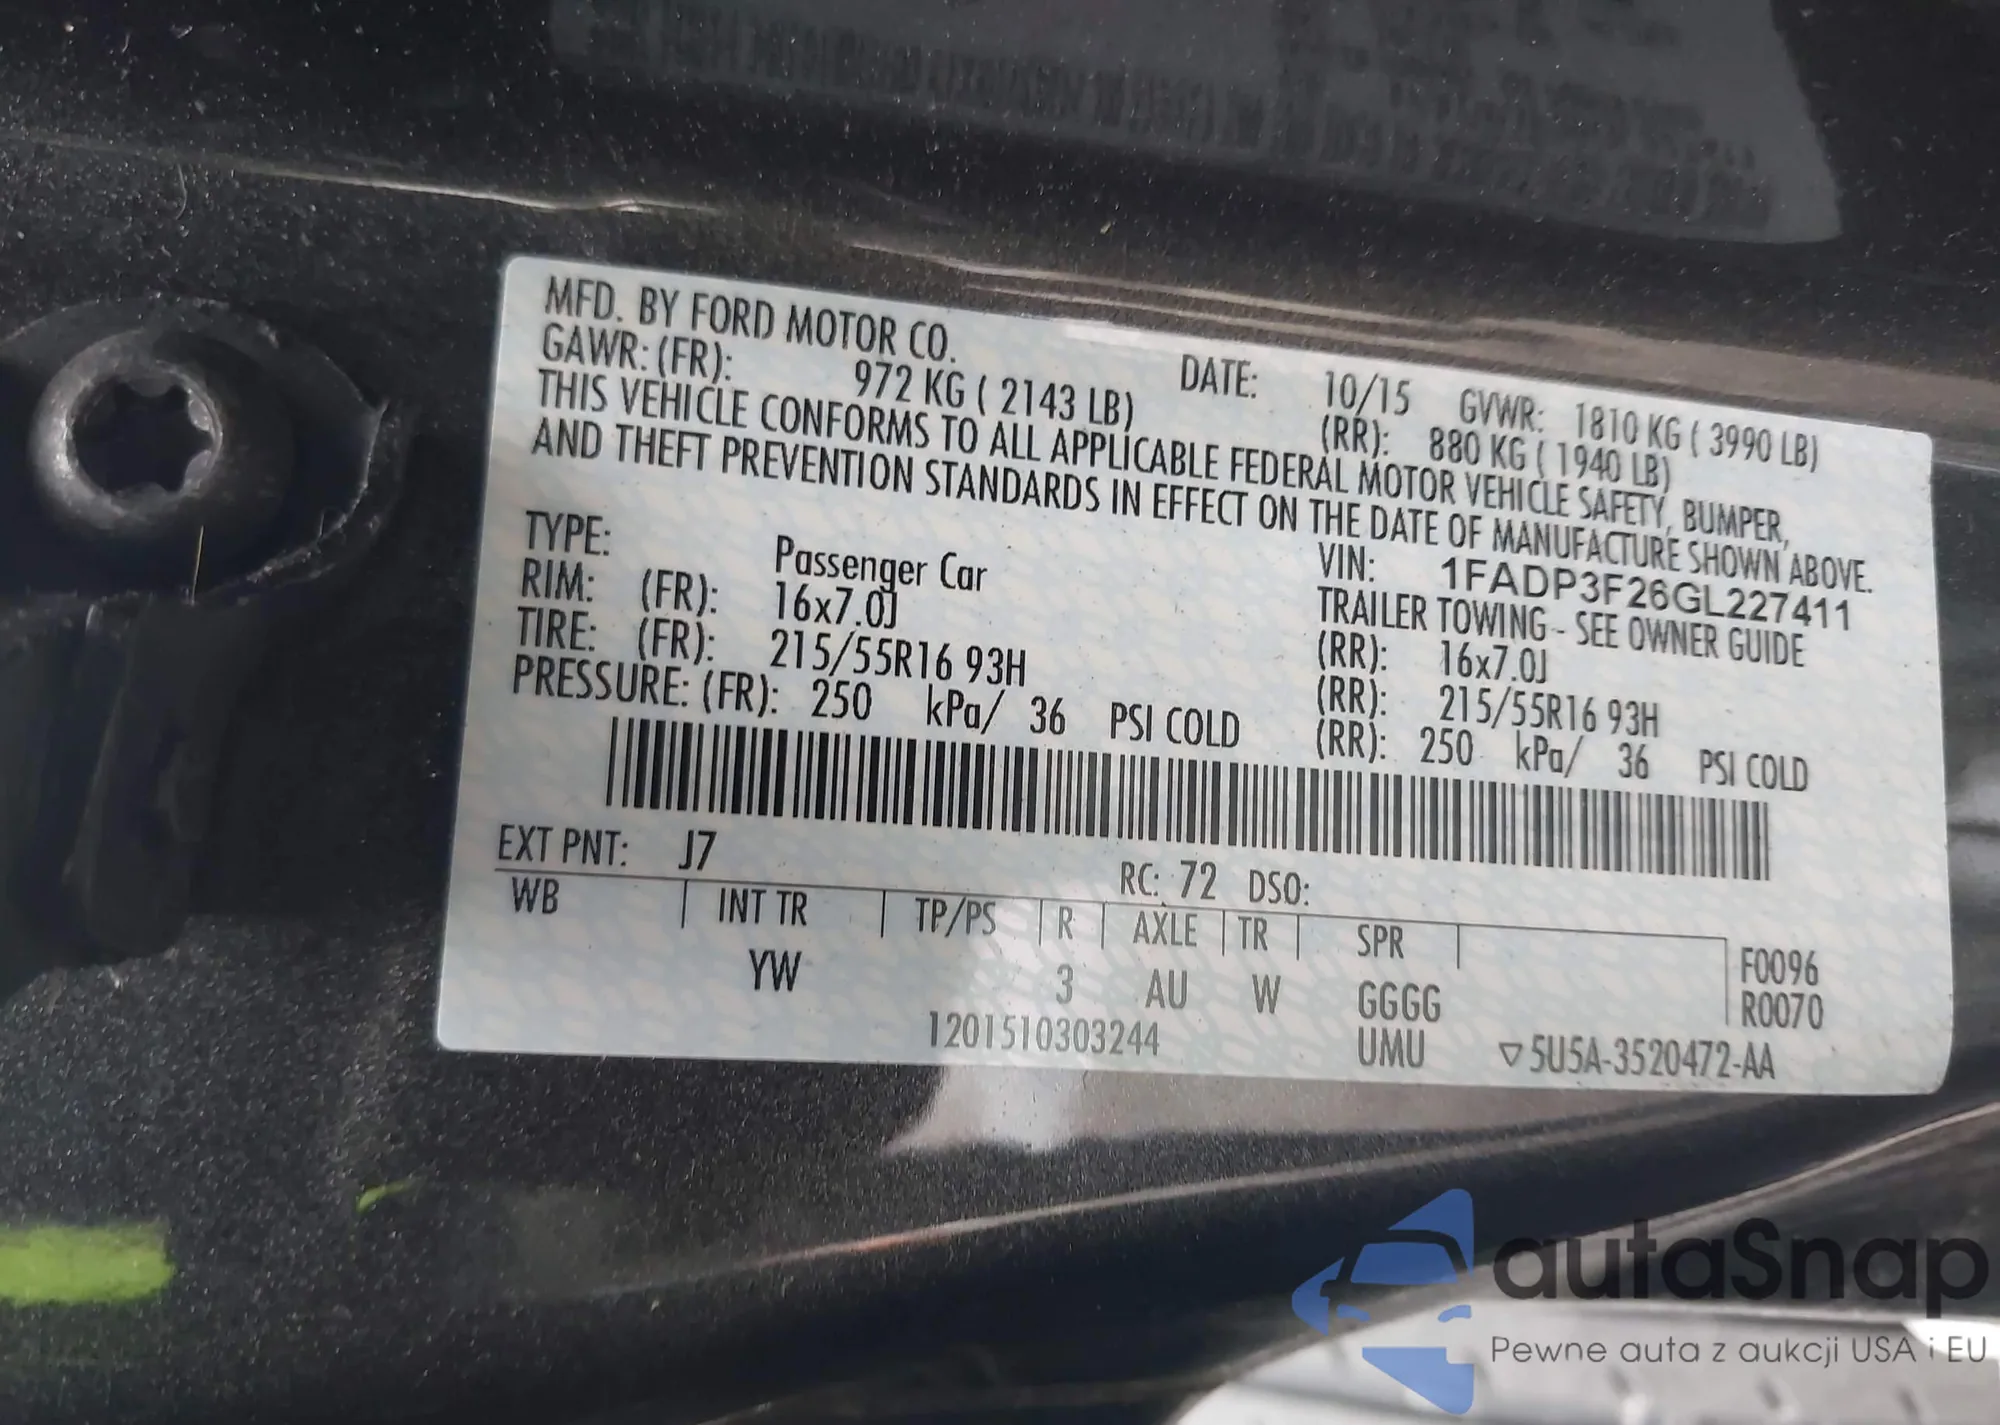 MFD. BY FORD MOTOR CO.
DATE: 10/15 GVWR: 1810 KG ( 3990 LB)
GAWR: (FR): 972 KG ( 2143 LB) (RR): 880 KG ( 1940 LB)
THIS VEHICLE CONFORMS TO ALL APPLICABLE FEDERAL MOTOR VEHICLE SAFETY, BUMPER,
AND THEFT PREVENTION STANDARDS IN EFFECT ON THE DATE OF MANUFACTURE SHOWN ABOVE.
VIN: 1FADP3F26GL227411
TYPE: Passenger Car TRAILER TOWING - SEE OWNER GUIDE
RIM: (FR): 16x7.0J (RR): 16x7.0J
TIRE: (FR): 215/55R16 93H (RR): 215/55R16 93H
PRESSURE: (FR): 250 kPa/ 36 PSI COLD (RR): 250 kPa/ 36 PSI COLD
EXT PNT: J7 RC: 72 DSO:
WB INT TR TP/PS R AXLE TR SPR F0096
YW 3 AU W GGGG R0070
1201510303244 UMU ▽5U5A-3520472-AA
autaSnap
Pewne auta z aukcji USA i EU